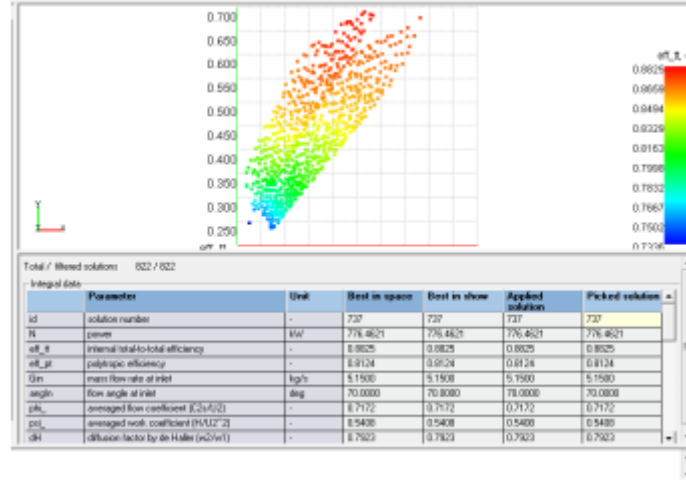 0.700
0.650
0.600
0.550
0.500
0.450
0.400
0.350
0.300
0.250
eff_tt
Y
eff_tt -
0.8825
0.8659
0.8494
0.8329
0.8163
0.7998
0.7832
0.7667
0.7502
0.7336
Total / filtered solutions 822 / 822
Integral data
Parameter Unit Best in space Best in show Applied solution Picked solution
id solution number - 737 737 737 737
N power kW 776.4621 776.4621 776.4621 776.4621
eff_tt internal total-to-total efficiency - 0.8825 0.8825 0.8825 0.8825
eff_pt polytropic efficiency - 0.8124 0.8124 0.8124 0.8124
Gin mass flow rate at inlet kg/s 5.1500 5.1500 5.1500 5.1500
angIn flow angle at inlet deg 70.0000 70.0000 70.0000 70.0000
phi_ averaged flow coefficient (C2s/U2) - 0.7172 0.7172 0.7172 0.7172
psi_ averaged work coefficient (H/U2^2) - 0.5408 0.5408 0.5408 0.5408
dH diffusion factor by de Haller (w2/w1) - 0.7923 0.7923 0.7923 0.7923